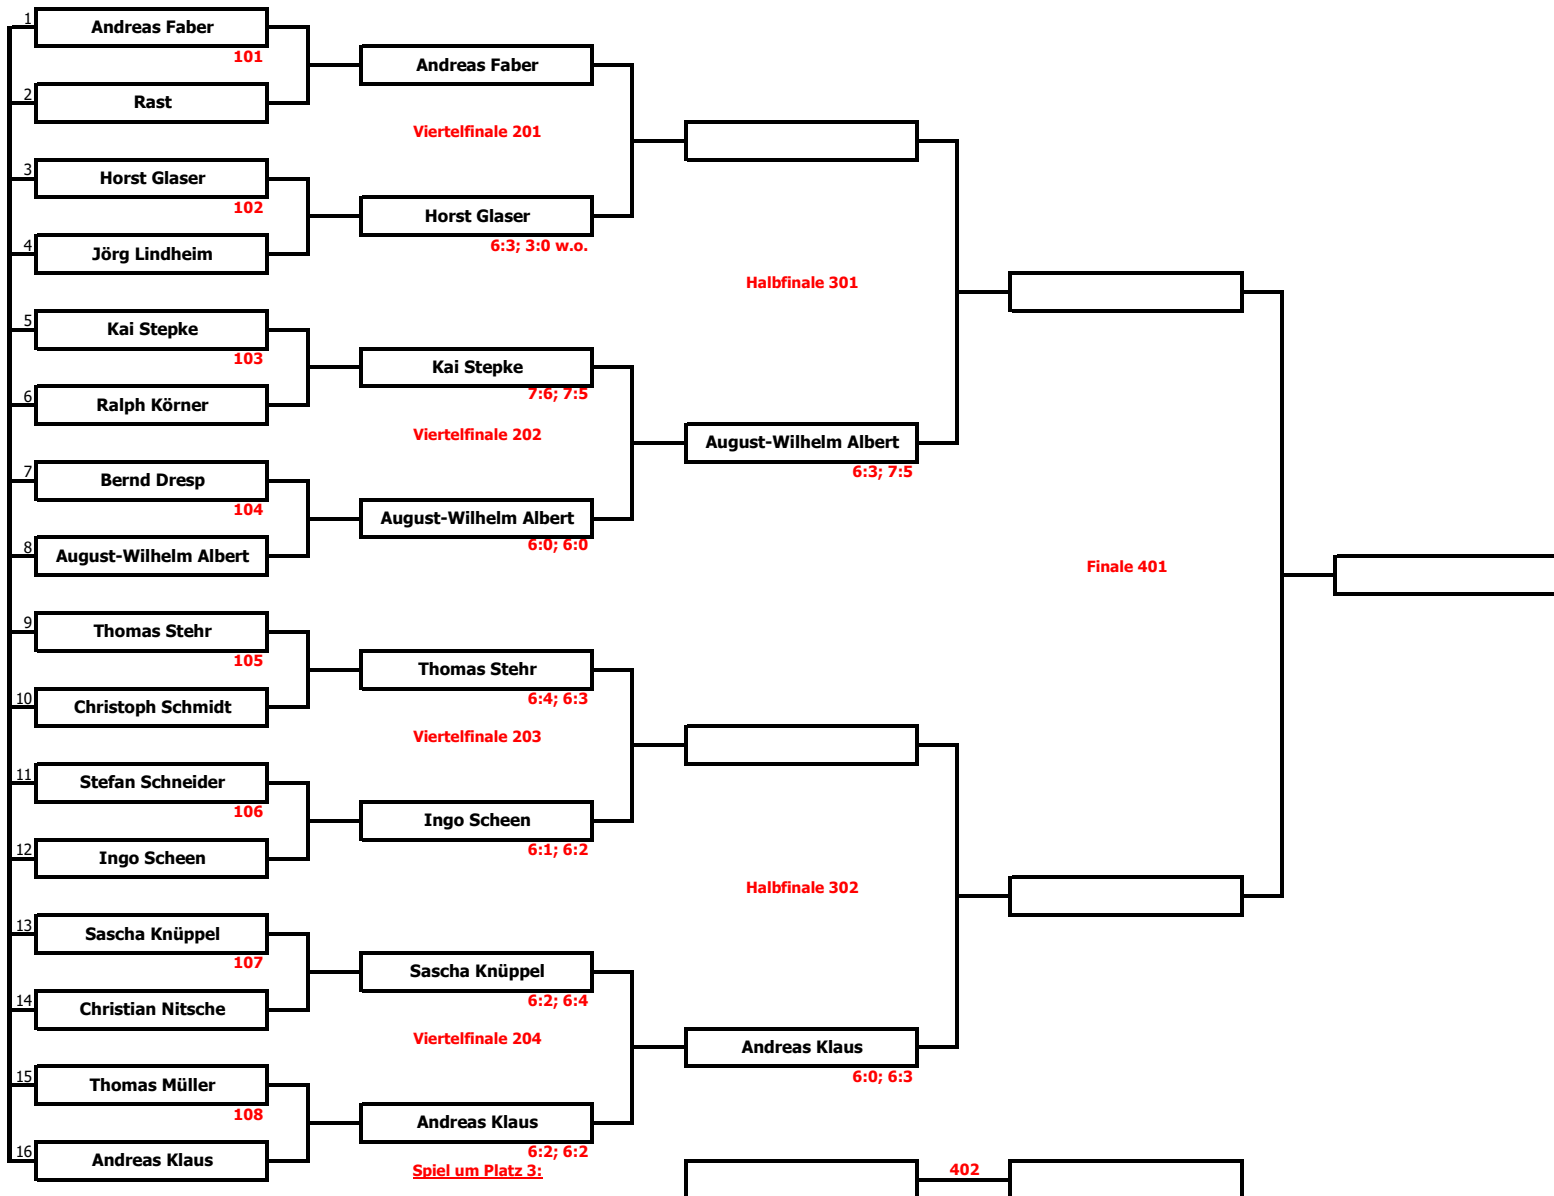 1
Andreas Faber
101
2
Rast
3
Horst Glaser
102
4
Jörg Lindheim
5
Kai Stepke
103
6
Ralph Körner
7
Bernd Dresp
104
8
August-Wilhelm Albert
9
Thomas Stehr
105
10
Christoph Schmidt
11
Stefan Schneider
106
12
Ingo Scheen
13
Sascha Knüppel
107
14
Christian Nitsche
15
Thomas Müller
108
16
Andreas Klaus
Andreas Faber
Viertelfinale 201
Horst Glaser
6:3; 3:0 w.o.
Kai Stepke
7:6; 7:5
Viertelfinale 202
August-Wilhelm Albert
6:0; 6:0
Thomas Stehr
6:4; 6:3
Viertelfinale 203
Ingo Scheen
6:1; 6:2
Sascha Knüppel
6:2; 6:4
Viertelfinale 204
Andreas Klaus
6:2; 6:2
Spiel um Platz 3:
Halbfinale 301
August-Wilhelm Albert
6:3; 7:5
Halbfinale 302
Andreas Klaus
6:0; 6:3
402
Finale 401